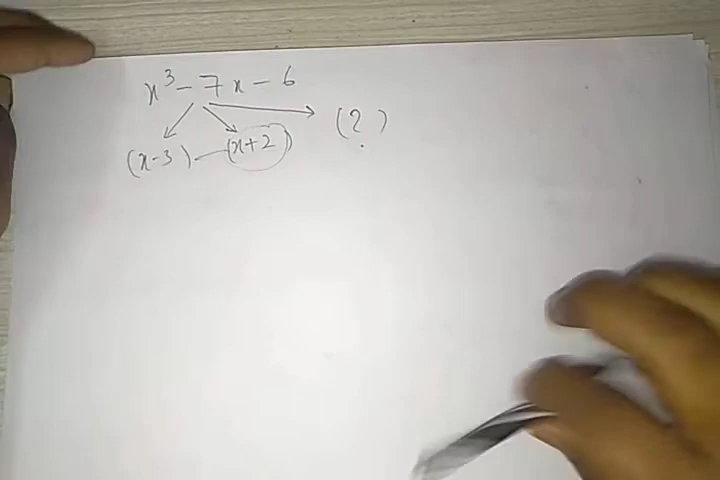 x³ - 7x - 6
(x-3) (x+2) (?)